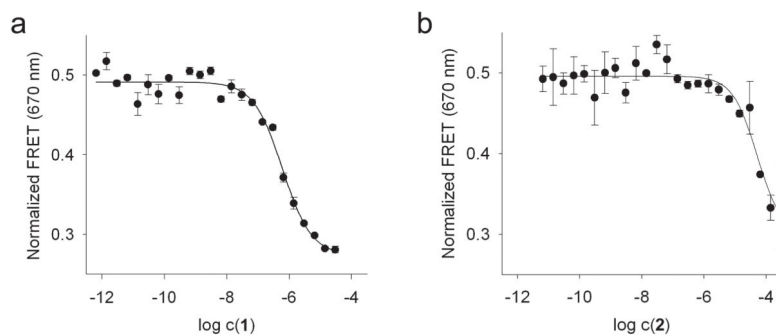 a
b
Normalized FRET (670 nm)
0.5
0.4
0.3
-12
-10
-8
-6
-4
log c(1)
Normalized FRET (670 nm)
0.5
0.4
0.3
-12
-10
-8
-6
-4
log c(2)